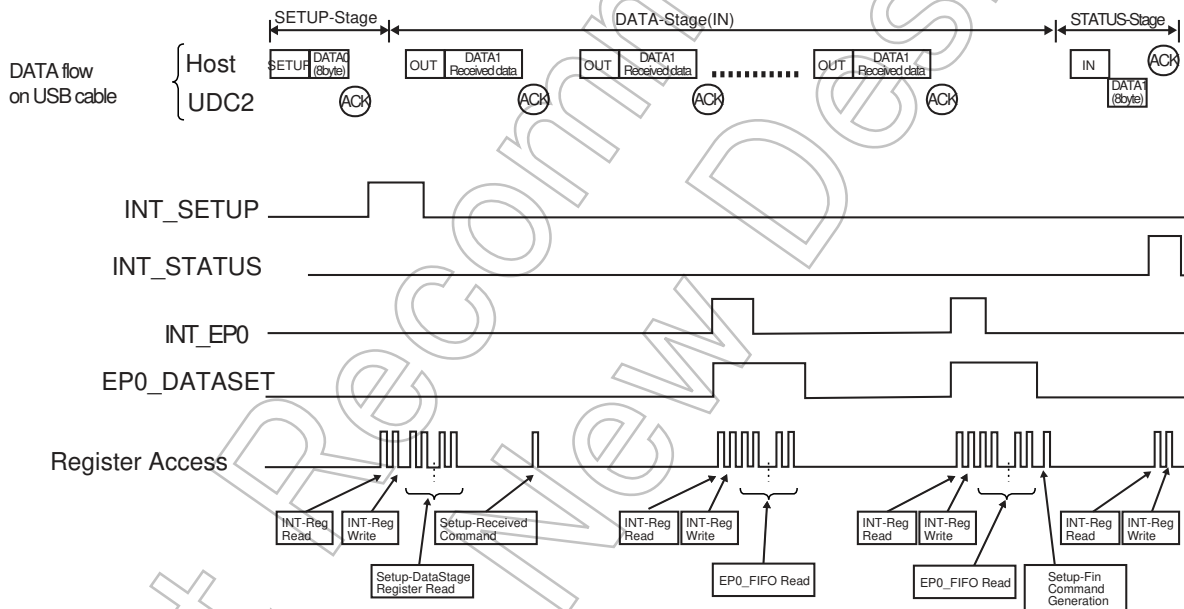 SETUP-Stage
DATA-Stage(IN)
STATUS-Stage
DATA flow
on USB cable
Host
UDC2
SETUP
DATA0
(8byte)
ACK
OUT
DATA1
Received data
ACK
OUT
DATA1
Received data
ACK
OUT
DATA1
Received data
ACK
IN
DATA1
(8byte)
ACK
INT_SETUP
INT_STATUS
INT_EP0
EP0_DATASET
Register Access
INT-Reg
Read
INT-Reg
Write
Setup-Received
Command
INT-Reg
Read
INT-Reg
Write
INT-Reg
Read
INT-Reg
Write
INT-Reg
Read
INT-Reg
Write
Setup-DataStage
Register Read
EP0_FIFO Read
EP0_FIFO Read
Setup-Fin
Command
Generation